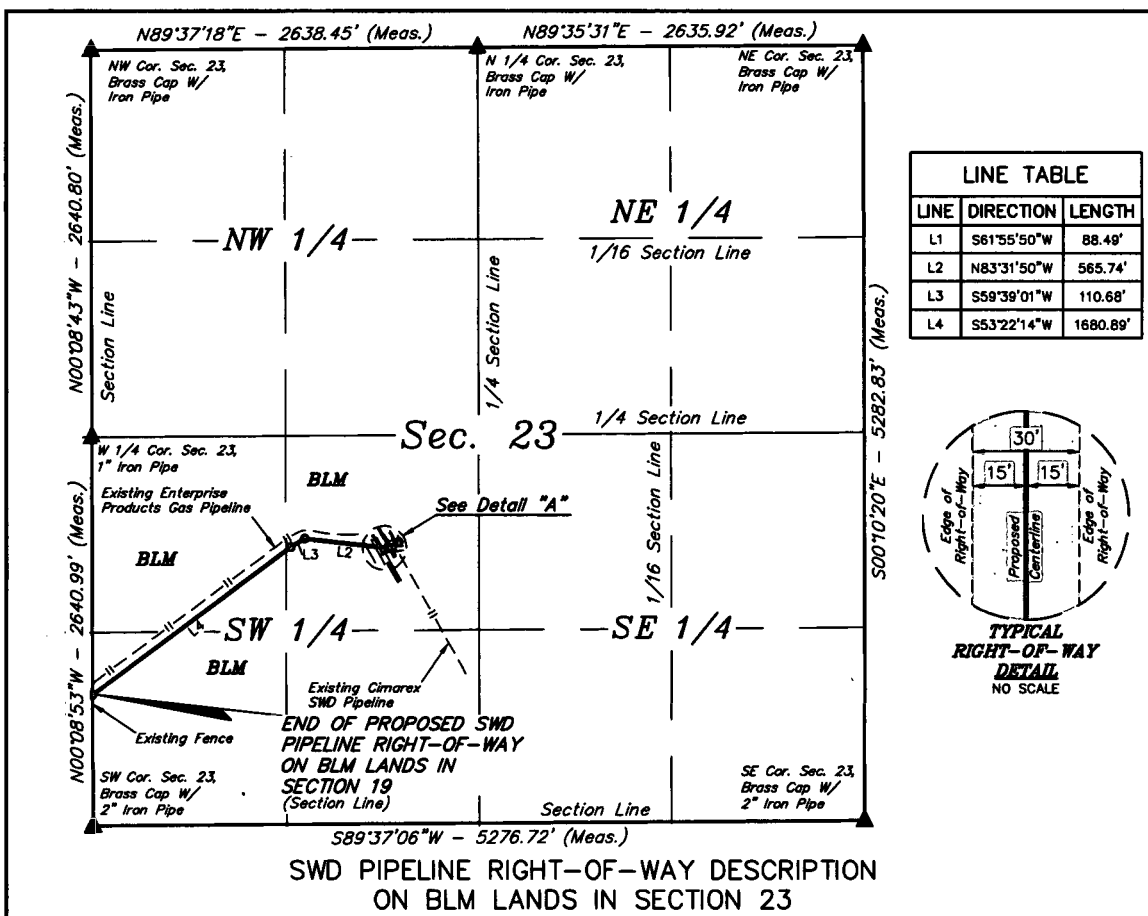 N89°37'18"E - 2638.45' (Meas.)
N89°35'31"E - 2635.92' (Meas.)
NW Cor. Sec. 23,
Brass Cap W/
Iron Pipe
N 1/4 Cor. Sec. 23,
Brass Cap W/
Iron Pipe
NE Cor. Sec. 23,
Brass Cap W/
Iron Pipe
N00°08'43"W - 2640.80' (Meas.)
Section Line
NW 1/4
1/4 Section Line
NE 1/4
1/16 Section Line
S00°10'20"E - 5282.83' (Meas.)
LINE TABLE
LINE DIRECTION LENGTH
L1 S61°55'50"W 88.49'
L2 N83°31'50"W 565.74'
L3 S59°39'01"W 110.68'
L4 S53°22'14"W 1680.89'
Sec. 23
1/4 Section Line
W 1/4 Cor. Sec. 23,
1" Iron Pipe
Existing Enterprise
Products Gas Pipeline
BLM
See Detail "A"
1/16 Section Line
BLM
L3
L2
L4
SW 1/4
SE 1/4
BLM
N00°08'53"W - 2640.99' (Meas.)
Existing Cimarex
SWD Pipeline
Existing Fence
END OF PROPOSED SWD
PIPELINE RIGHT-OF-WAY
ON BLM LANDS IN
SECTION 19
(Section Line)
SW Cor. Sec. 23,
Brass Cap W/
2" Iron Pipe
Section Line
SE Cor. Sec. 23,
Brass Cap W/
2" Iron Pipe
S89°37'06"W - 5276.72' (Meas.)
30'
15'
15'
Edge of
Right-of-Way
Proposed
Centerline
Edge of
Right-of-Way
TYPICAL
RIGHT-OF-WAY
DETAIL
NO SCALE
SWD PIPELINE RIGHT-OF-WAY DESCRIPTION
ON BLM LANDS IN SECTION 23